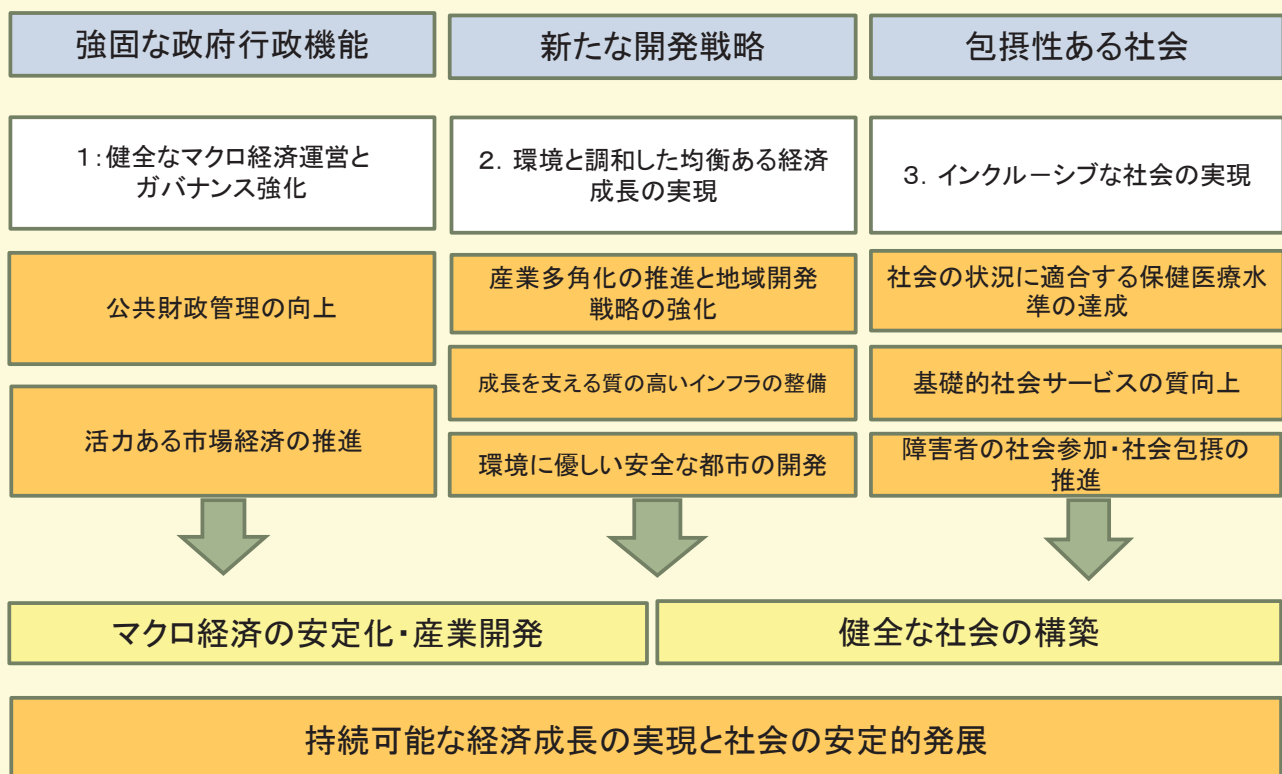 強固な政府行政機能
新たな開発戦略
包摂性ある社会
1：健全なマクロ経済運営と
ガバナンス強化
2．環境と調和した均衡ある経済
成長の実現
3．インクルーシブな社会の実現
公共財政管理の向上
活力ある市場経済の推進
産業多角化の推進と地域開発
戦略の強化
成長を支える質の高いインフラの整備
環境に優しい安全な都市の開発
社会の状況に適合する保健医療水
準の達成
基礎的社会サービスの質向上
障害者の社会参加・社会包摂の
推進
マクロ経済の安定化・産業開発
健全な社会の構築
持続可能な経済成長の実現と社会の安定的発展